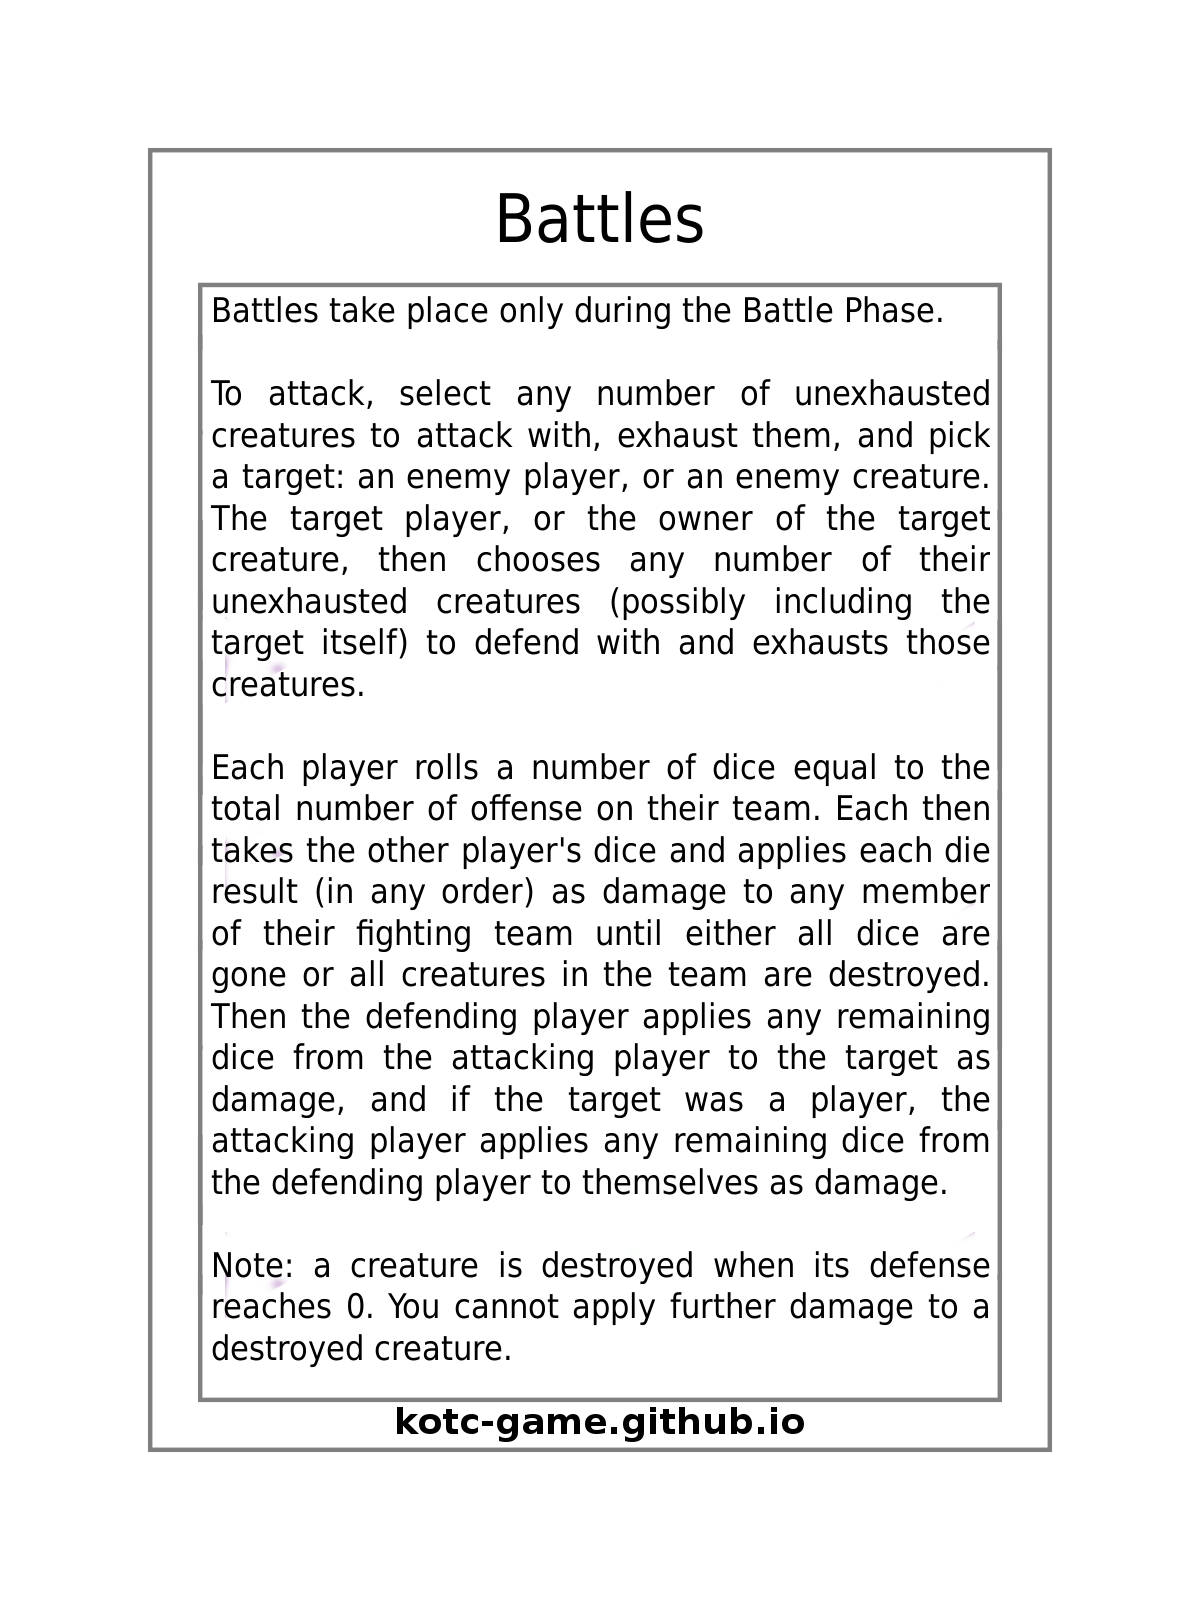 Battles
Battles take place only during the Battle Phase.
To attack, select any number of unexhausted
creatures to attack with, exhaust them, and pick
a target: an enemy player, or an enemy creature.
The target player, or the owner of the target
creature, then chooses any number of their
unexhausted creatures (possibly including the
target itself) to defend with and exhausts those
creatures.
Each player rolls a number of dice equal to the
total number of offense on their team. Each then
takes the other player's dice and applies each die
result (in any order) as damage to any member
of their fighting team until either all dice are
gone or all creatures in the team are destroyed.
Then the defending player applies any remaining
dice from the attacking player to the target as
damage, and if the target was a player, the
attacking player applies any remaining dice from
the defending player to themselves as damage.
Note: a creature is destroyed when its defense
reaches 0. You cannot apply further damage to a
destroyed creature.
kotc-game.github.io